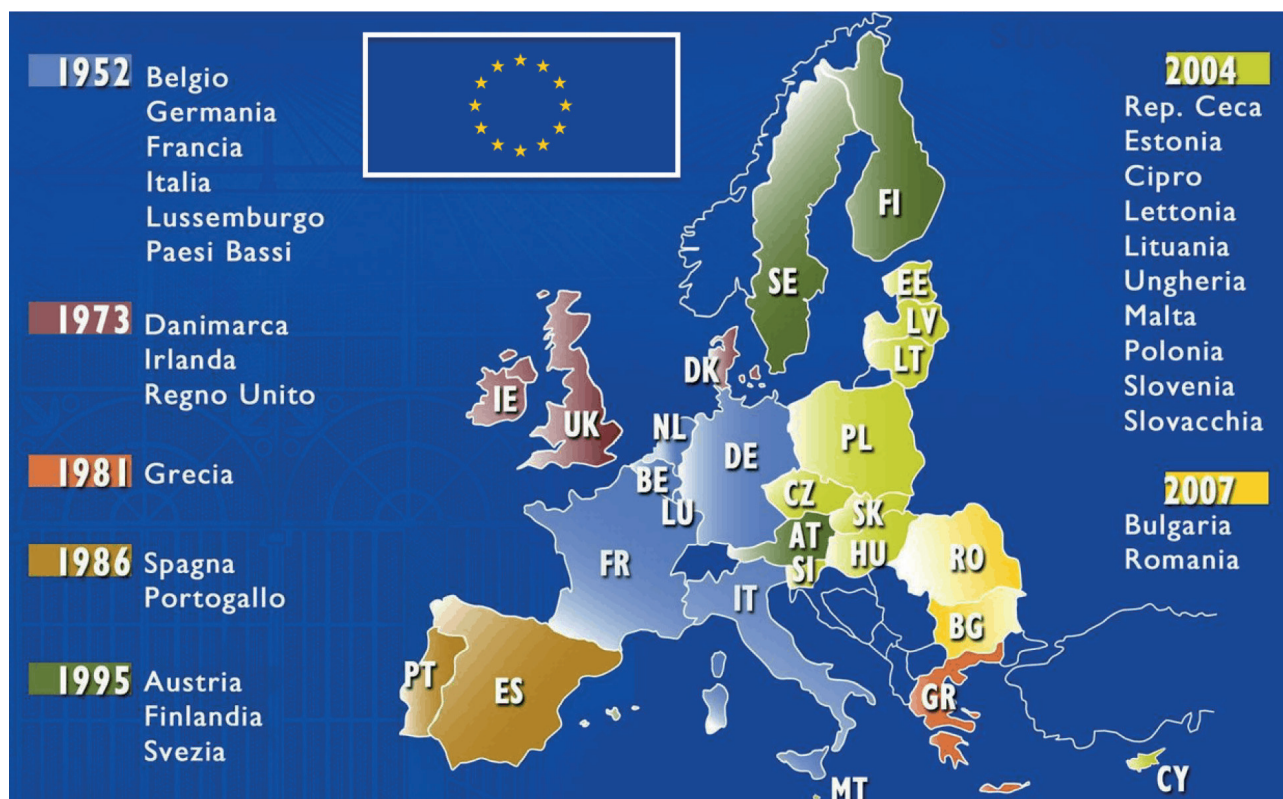 1952
Belgio
Germania
Francia
Italia
Lussemburgo
Paesi Bassi
1973
Danimarca
Irlanda
Regno Unito
1981
Grecia
1986
Spagna
Portogallo
1995
Austria
Finlandia
Svezia
2004
Rep. Ceca
Estonia
Cipro
Lettonia
Lituania
Ungheria
Malta
Polonia
Slovenia
Slovacchia
2007
Bulgaria
Romania
FI
SE
EE
LV
LT
DK
IE
UK
NL
DE
PL
BE
LU
CZ
SK
AT
HU
SI
FR
RO
IT
BG
PT
ES
GR
CY
MT